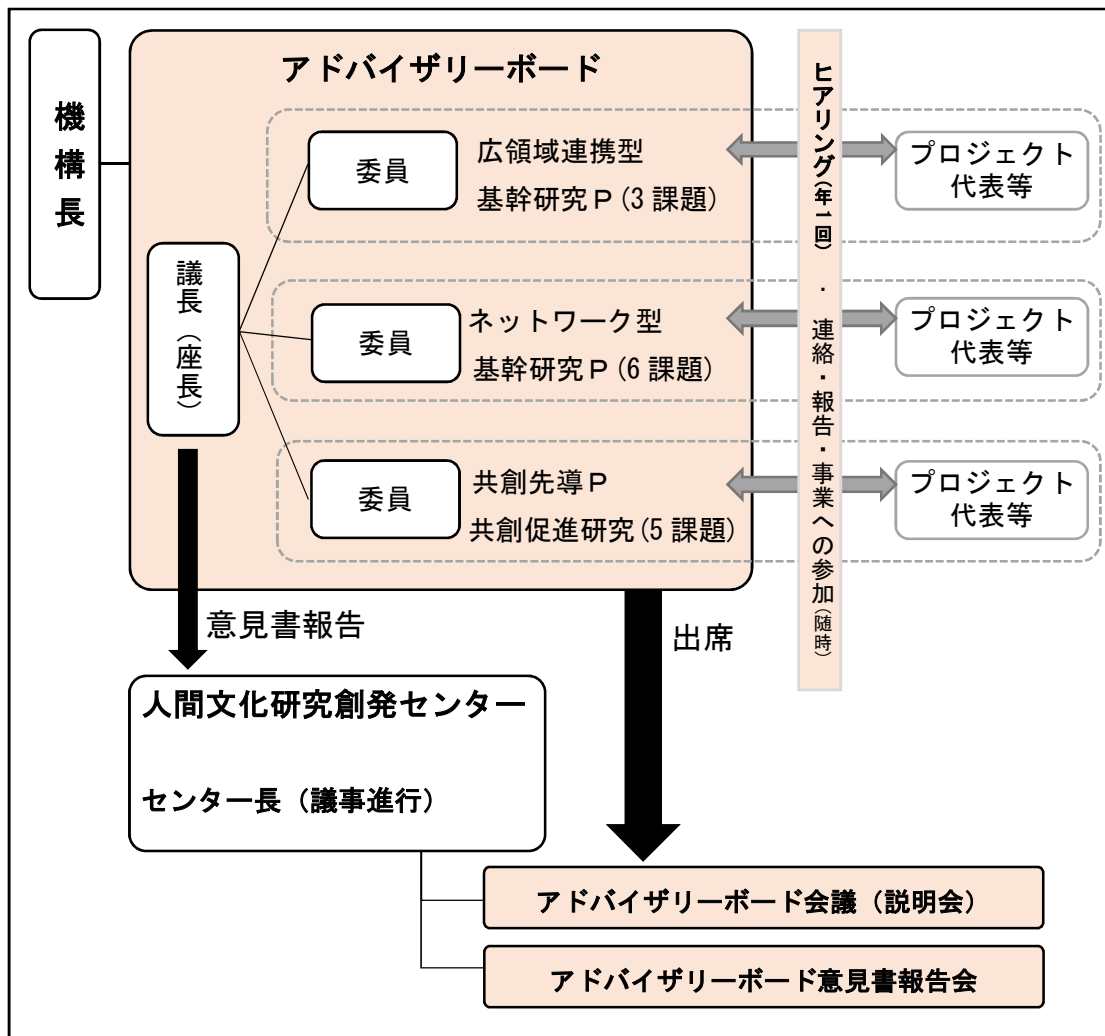 機構長
アドバイザリーボード
議長（座長）
委員
広領域連携型
基幹研究Ｐ(3課題)
委員
ネットワーク型
基幹研究Ｐ(6課題)
委員
共創先導Ｐ
共創促進研究(5課題)
ヒアリング(年1回)・連絡・報告・事業への参加(随時)
プロジェクト
代表等
プロジェクト
代表等
プロジェクト
代表等
意見書報告
出席
人間文化研究創発センター
センター長（議事進行）
アドバイザリーボード会議（説明会）
アドバイザリーボード意見書報告会